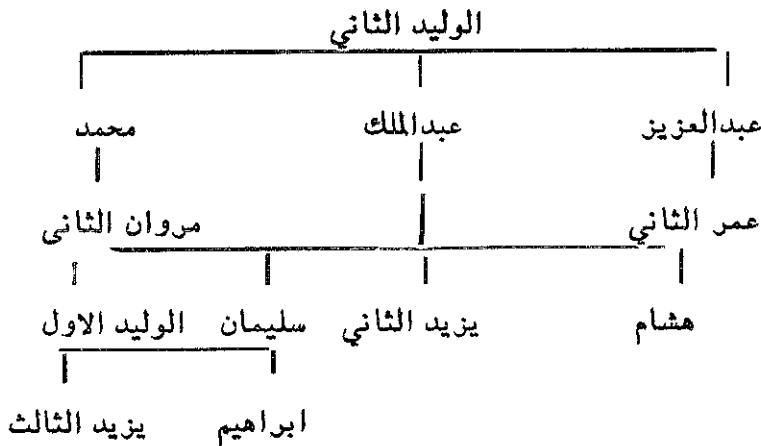 الوليد الثاني
عبدالعزيز عبدالملك محمد
عمر الثاني مروان الثانى
هشام يزيد الثاني سليمان الوليد الاول
ابراهيم يزيد الثالث